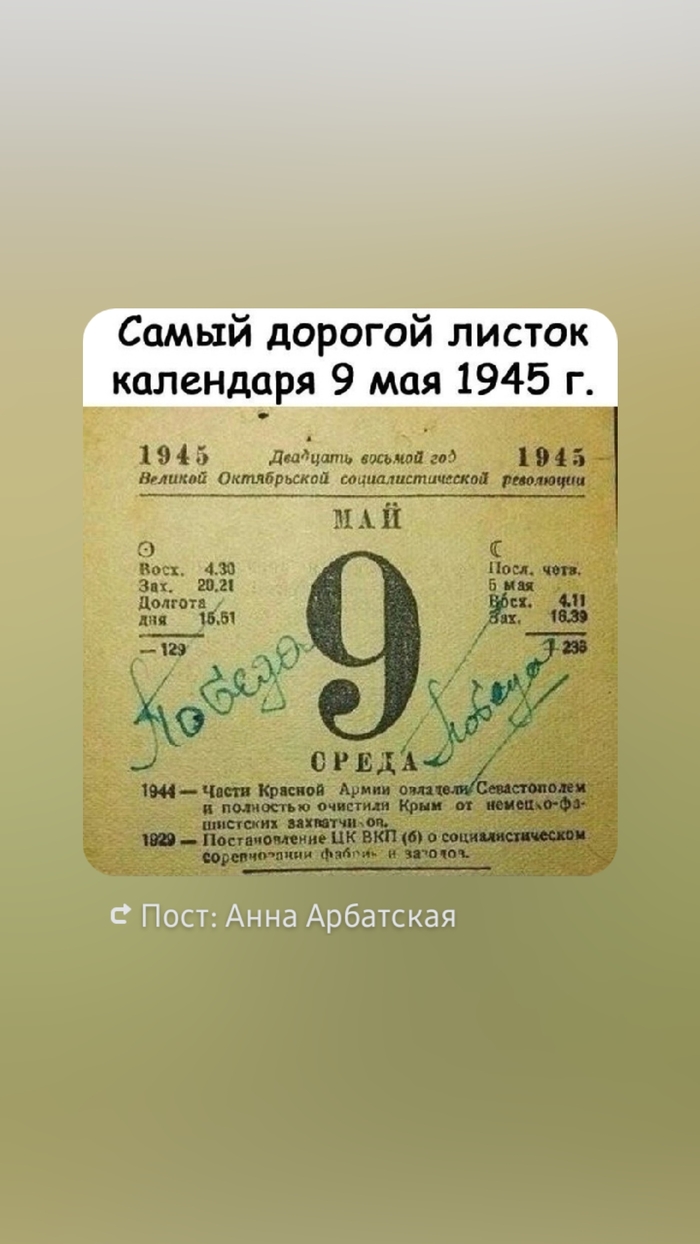 Самый дорогой листок
календаря 9 мая 1945 г.
1945 Двадцать восьмой год 1945
Великой Октябрьской социалистической революции
МАЙ
Восх. 4.30
Зах. 20.21
Долгота
дня 15.51
— 129
9
Посл. четв.
5 мая
Восх. 4.11
Зах. 16.39
236
Победа
Победа!
СРЕДА
1944 — Части Красной Армии овладели Севастополем
и полностью очистили Крым от немецко-фа-
шистских захватчиков.
1929 — Постановление ЦК ВКП (б) о социалистическом
соревновании фабрик и заводов.
Пост: Анна Арбатская